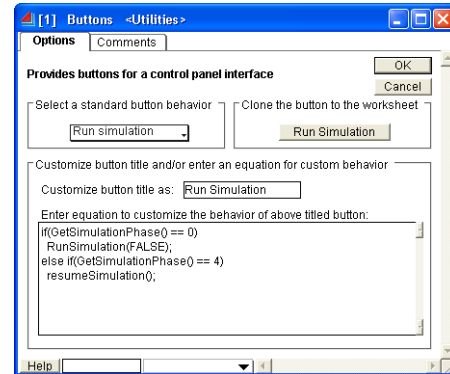 [1] Buttons <Utilities>
Options Comments
Provides buttons for a control panel interface
OK
Cancel
Select a standard button behavior
Clone the button to the worksheet
Run simulation
Run Simulation
Customize button title and/or enter an equation for custom behavior
Customize button title as: Run Simulation
Enter equation to customize the behavior of above titled button:
if(GetSimulationPhase() == 0)
RunSimulation(FALSE);
else if(GetSimulationPhase() == 4)
resumeSimulation();
Help